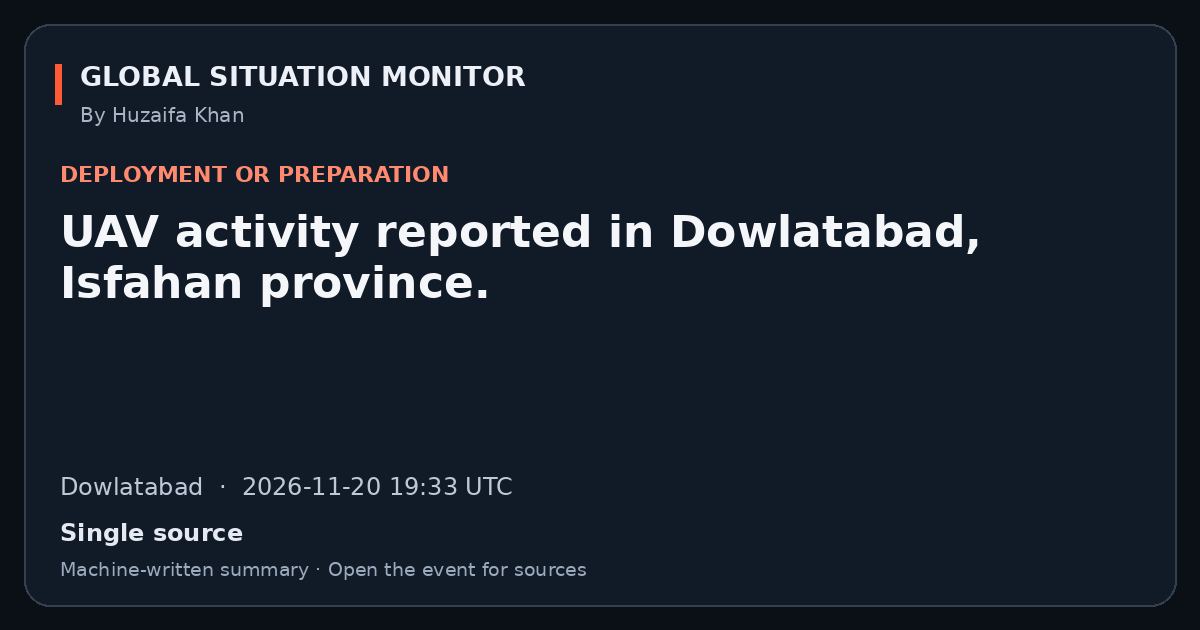 GLOBAL SITUATION MONITOR
By Huzaifa Khan
DEPLOYMENT OR PREPARATION
UAV activity reported in Dowlatabad,
Isfahan province.
Dowlatabad · 2026-11-20 19:33 UTC
Single source
Machine-written summary · Open the event for sources